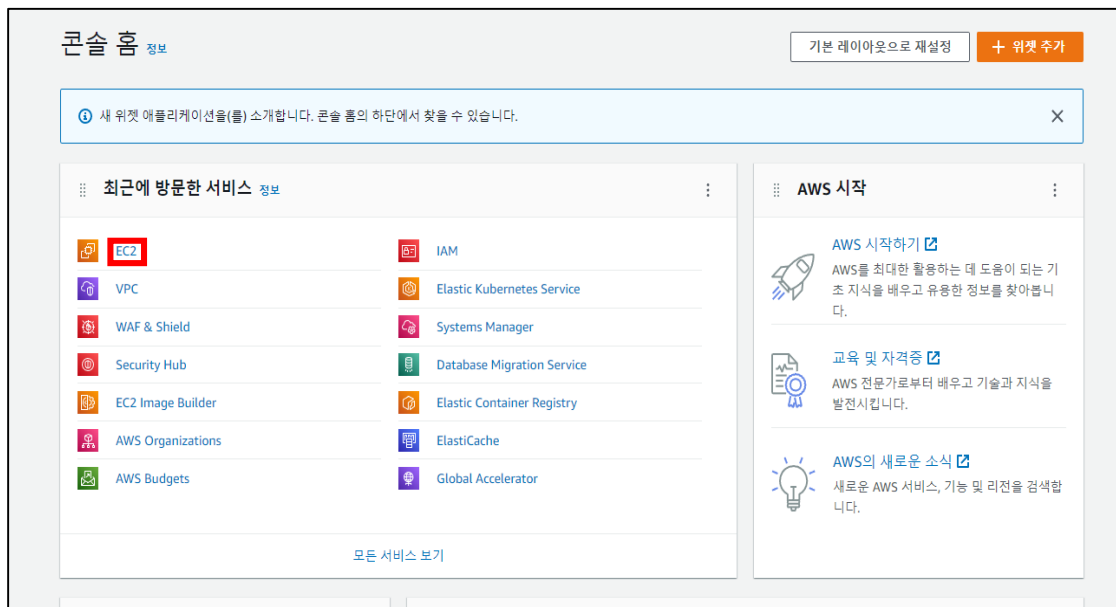 콘솔 홈 정보
기본 레이아웃으로 재설정
+ 위젯 추가
새 위젯 애플리케이션을(를) 소개합니다. 콘솔 홈의 하단에서 찾을 수 있습니다.
최근에 방문한 서비스 정보
EC2
VPC
WAF & Shield
Security Hub
EC2 Image Builder
AWS Organizations
AWS Budgets
IAM
Elastic Kubernetes Service
Systems Manager
Database Migration Service
Elastic Container Registry
ElastiCache
Global Accelerator
모든 서비스 보기
AWS 시작
AWS 시작하기
AWS를 최대한 활용하는 데 도움이 되는 기
초 지식을 배우고 유용한 정보를 찾아봅니
다.
교육 및 자격증
AWS 전문가로부터 배우고 기술과 지식을
발전시킵니다.
AWS의 새로운 소식
새로운 AWS 서비스, 기능 및 리전을 검색합
니다.